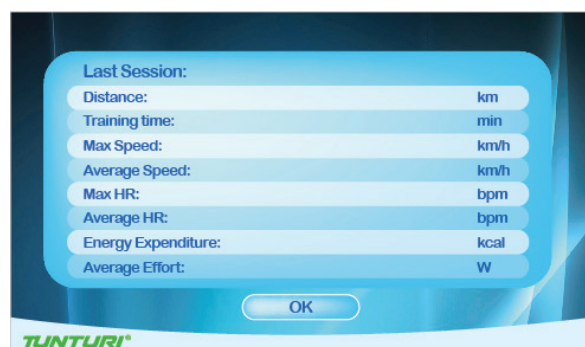 Last Session:
Distance: km
Training time: min
Max Speed: km/h
Average Speed: km/h
Max HR: bpm
Average HR: bpm
Energy Expenditure: kcal
Average Effort: W
OK
TUNTURI®